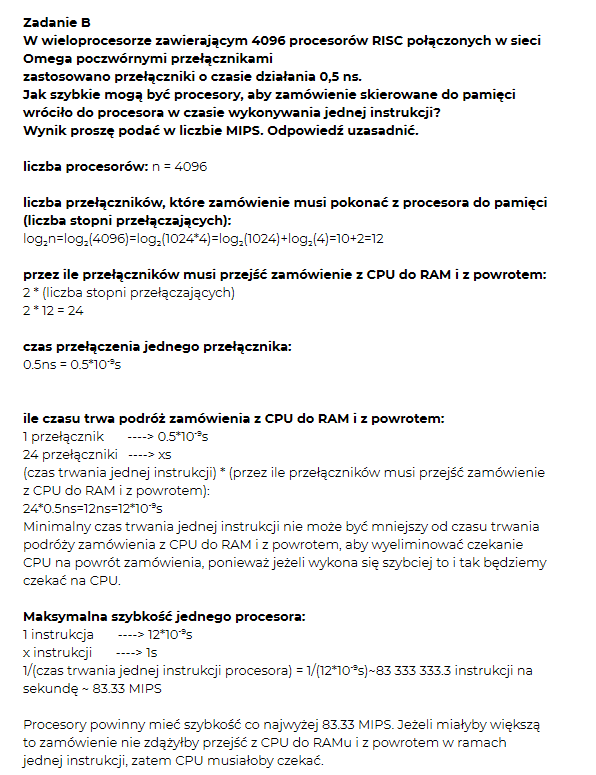 Zadanie B
W wieloprocesorze zawierającym 4096 procesorów RISC połączonych w sieci
Omega poczwórnymi przełącznikami
zastosowano przełączniki o czasie działania 0,5 ns.
Jak szybkie mogą być procesory, aby zamówienie skierowane do pamięci
wróciło do procesora w czasie wykonywania jednej instrukcji?
Wynik proszę podać w liczbie MIPS. Odpowiedź uzasadnić.
liczba procesorów: n = 4096
liczba przełączników, które zamówienie musi pokonać z procesora do pamięci
(liczba stopni przełączających):
log₂n=log₂(4096)=log₂(1024*4)=log₂(1024)+log₂(4)=10+2=12
przez ile przełączników musi przejść zamówienie z CPU do RAM i z powrotem:
2 * (liczba stopni przełączających)
2 * 12 = 24
czas przełączenia jednego przełącznika:
0.5ns = 0.5*10⁻⁹s
ile czasu trwa podróż zamówienia z CPU do RAM i z powrotem:
1 przełącznik ----> 0.5*10⁻⁹s
24 przełączniki ----> xs
(czas trwania jednej instrukcji) * (przez ile przełączników musi przejść zamówienie
z CPU do RAM i z powrotem):
24*0.5ns=12ns=12*10⁻⁹s
Minimalny czas trwania jednej instrukcji nie może być mniejszy od czasu trwania
podróży zamówienia z CPU do RAM i z powrotem, aby wyeliminować czekanie
CPU na powrót zamówienia, ponieważ jeżeli wykona się szybciej to i tak będziemy
czekać na CPU.
Maksymalna szybkość jednego procesora:
1 instrukcja ----> 12*10⁻⁹s
x instrukcji ----> 1s
1/(czas trwania jednej instrukcji procesora) = 1/(12*10⁻⁹s)~83 333 333.3 instrukcji na
sekundę ~ 83.33 MIPS
Procesory powinny mieć szybkość co najwyżej 83.33 MIPS. Jeżeli miałyby większą
to zamówienie nie zdążyłby przejść z CPU do RAMu i z powrotem w ramach
jednej instrukcji, zatem CPU musiałoby czekać.